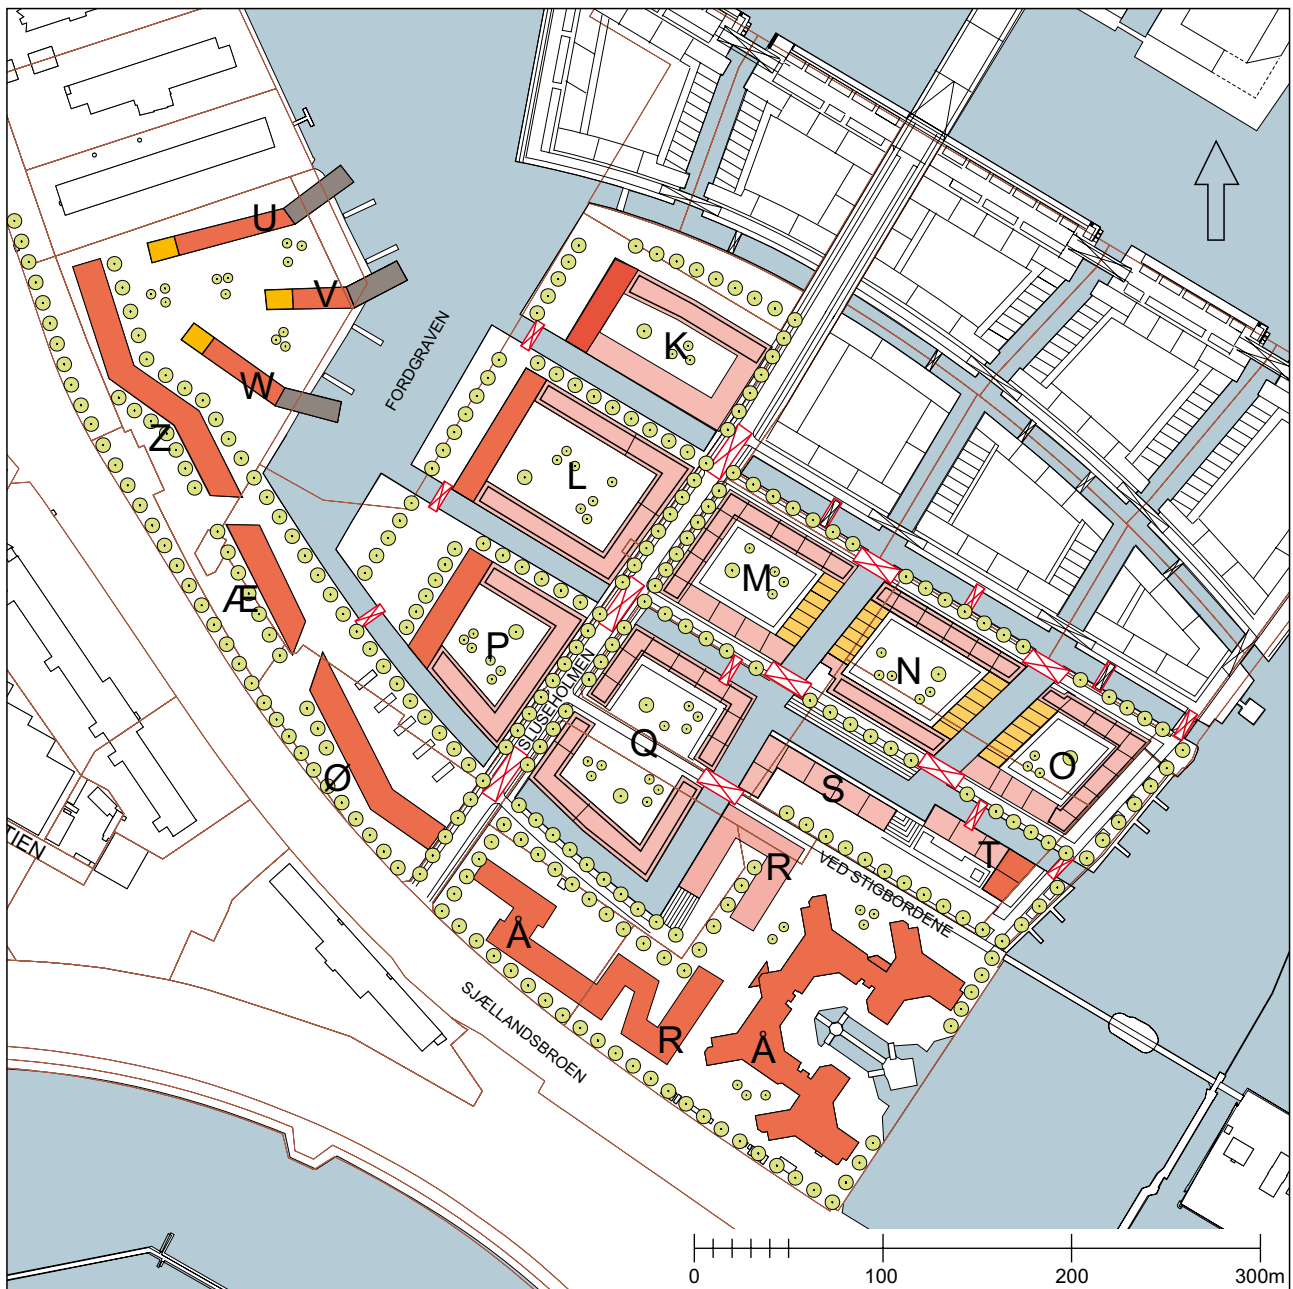 U
V
W
Z
FORDGRAVEN
K
L
M
N
O
P
Æ
SLUSEHOLMEN
Q
S
T
Ø
R
VED STIGBORDENE
TIEN
Å
R
Å
SJÆLLANDSBROEN
0
100
200
300m